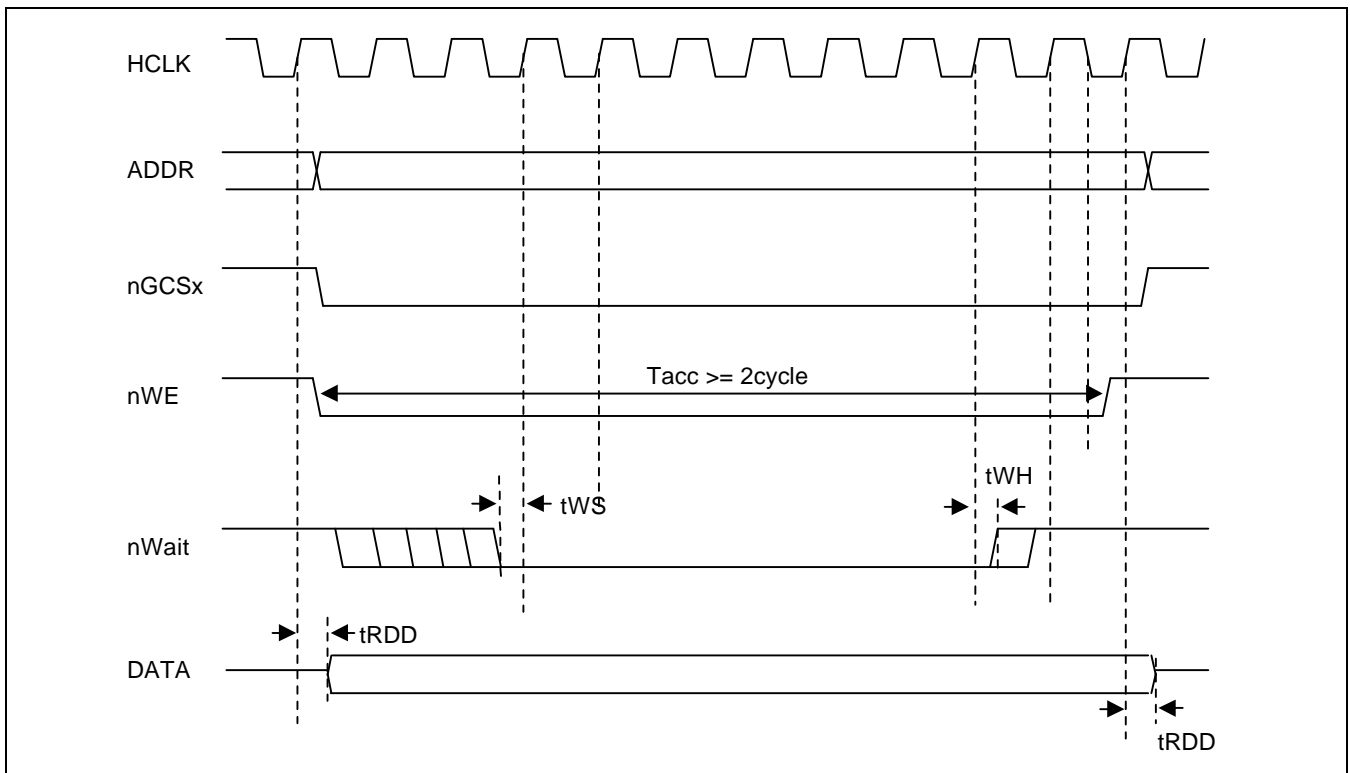 HCLK
ADDR
nGCSx
Tacc >= 2cycle
nWE
tWH
tWS
nWait
tRDD
DATA
tRDD